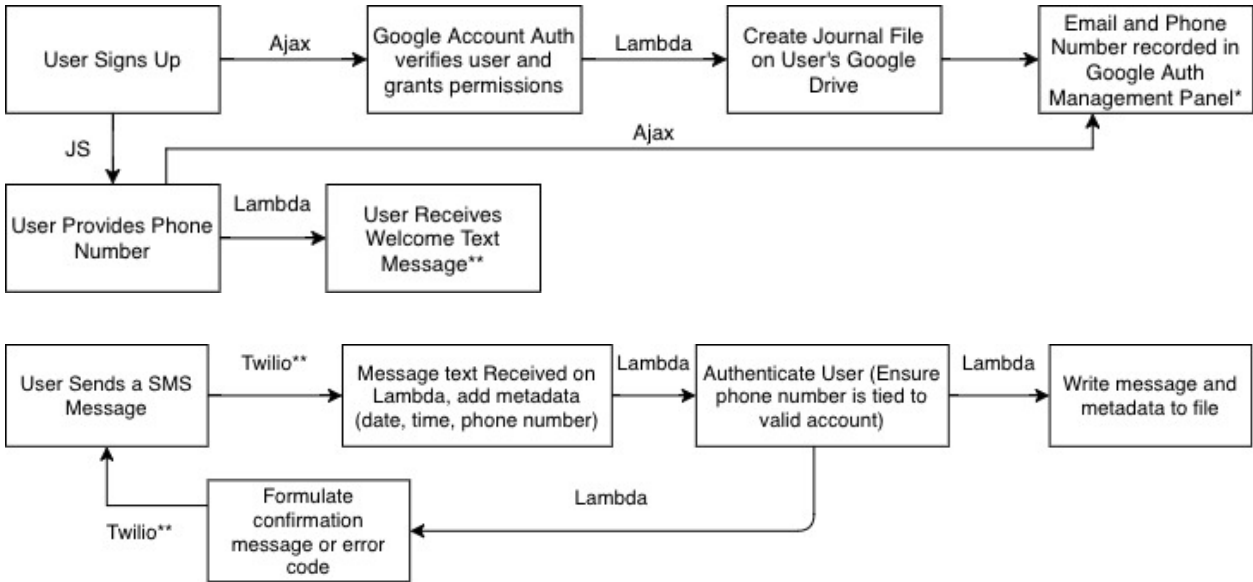 User Signs Up
Ajax
Google Account Auth
verifies user and
grants permissions
Lambda
Create Journal File
on User's Google
Drive
Email and Phone
Number recorded in
Google Auth
Management Panel*
JS
Ajax
User Provides Phone
Number
Lambda
User Receives
Welcome Text
Message**
User Sends a SMS
Message
Twilio**
Message text Received on
Lambda, add metadata
(date, time, phone number)
Lambda
Authenticate User (Ensure
phone number is tied to
valid account)
Lambda
Write message and
metadata to file
Lambda
Formulate
confirmation
message or error
code
Twilio**